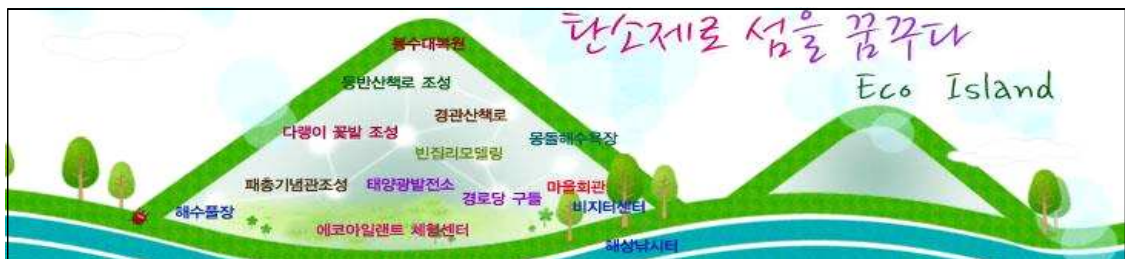 탄소제로 섬을 꿈꾸다
Eco Island
봉수대복원
등반산책로 조성
경관산책로
다랭이 꽃밭 조성
몽돌해수욕장
빈집리모델링
패총기념관조성
태양광발전소
경로당 구들
마을회관
해수풀장
비지터센터
에코아일랜트 체험센터
해상낚시터